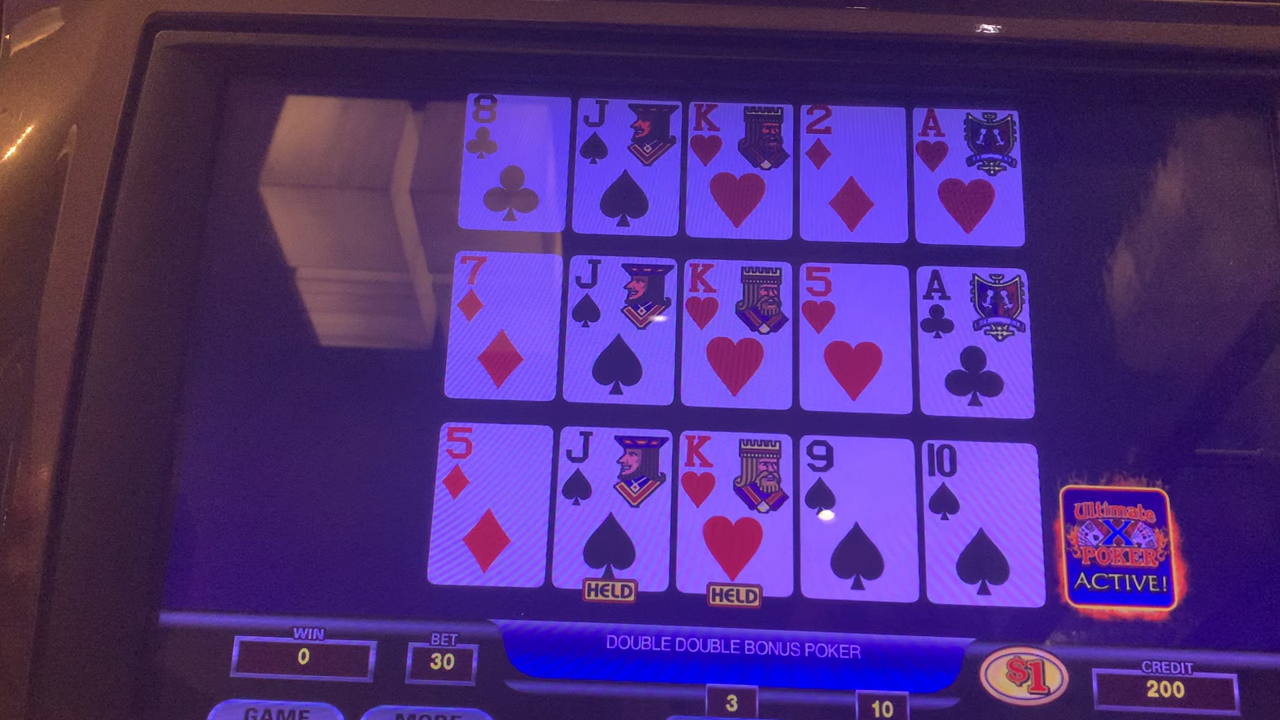 8 J K 2 A
7 J K 5 A
5 J K 9 10
HELD HELD
Ultimate
X
POKER
ACTIVE!
WIN
0
BET
30
DOUBLE DOUBLE BONUS POKER
$1
CREDIT
200
3
10
GAME
MORE